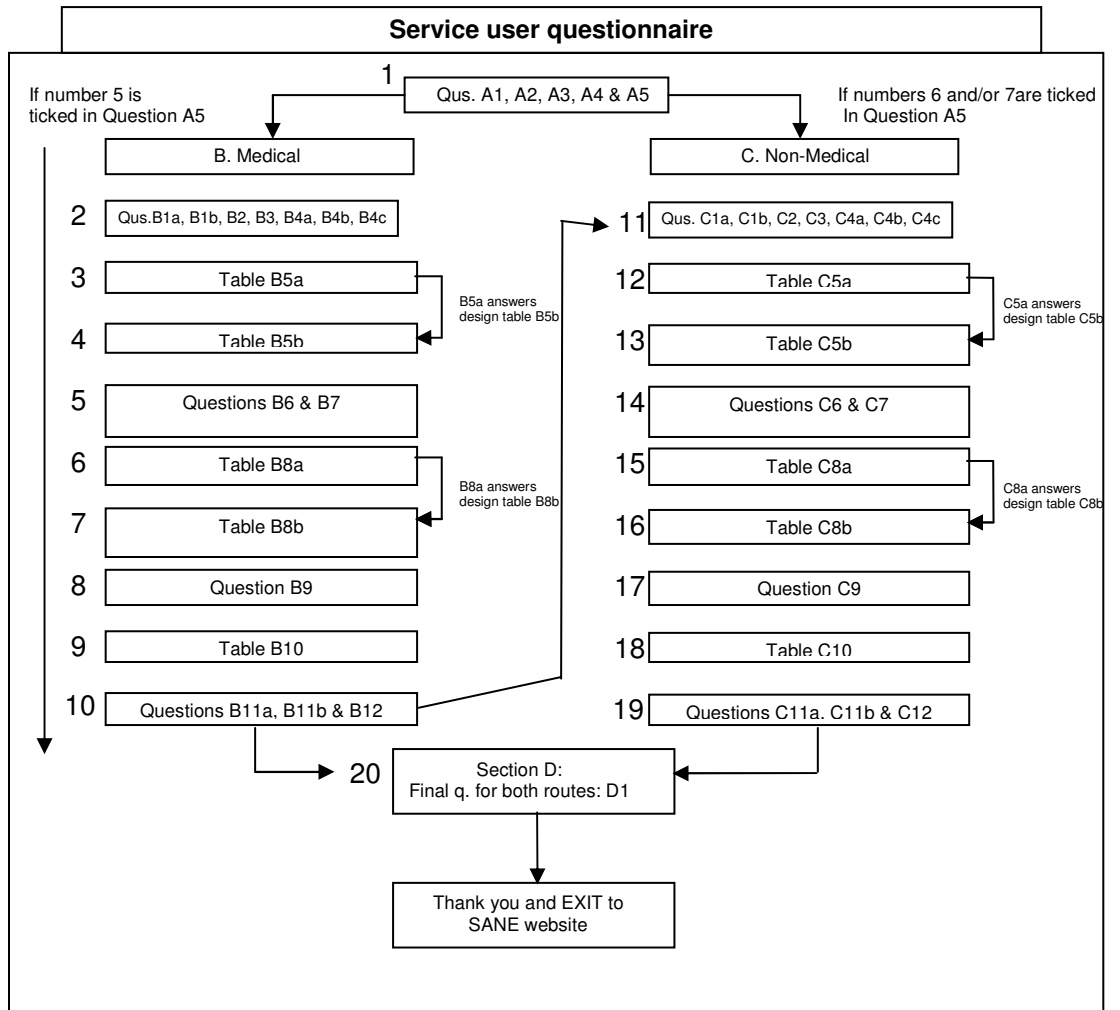 Service user questionnaire
1
If number 5 is
ticked in Question A5
Qus. A1, A2, A3, A4 & A5
If numbers 6 and/or 7are ticked
In Question A5
B. Medical
C. Non-Medical
2
Qus.B1a, B1b, B2, B3, B4a, B4b, B4c
11
Qus. C1a, C1b, C2, C3, C4a, C4b, C4c
3
Table B5a
12
Table C5a
B5a answers
design table B5b
C5a answers
design table C5b
4
Table B5b
13
Table C5b
5
Questions B6 & B7
14
Questions C6 & C7
6
Table B8a
15
Table C8a
B8a answers
design table B8b
C8a answers
design table C8b
7
Table B8b
16
Table C8b
8
Question B9
17
Question C9
9
Table B10
18
Table C10
10
Questions B11a, B11b & B12
19
Questions C11a. C11b & C12
20
Section D:
Final q. for both routes: D1
Thank you and EXIT to
SANE website